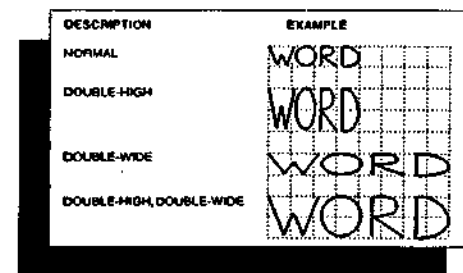 DESCRIPTION EXAMPLE
NORMAL WORD
DOUBLE-HIGH WORD
DOUBLE-WIDE WORD
DOUBLE-HIGH, DOUBLE-WIDE WORD